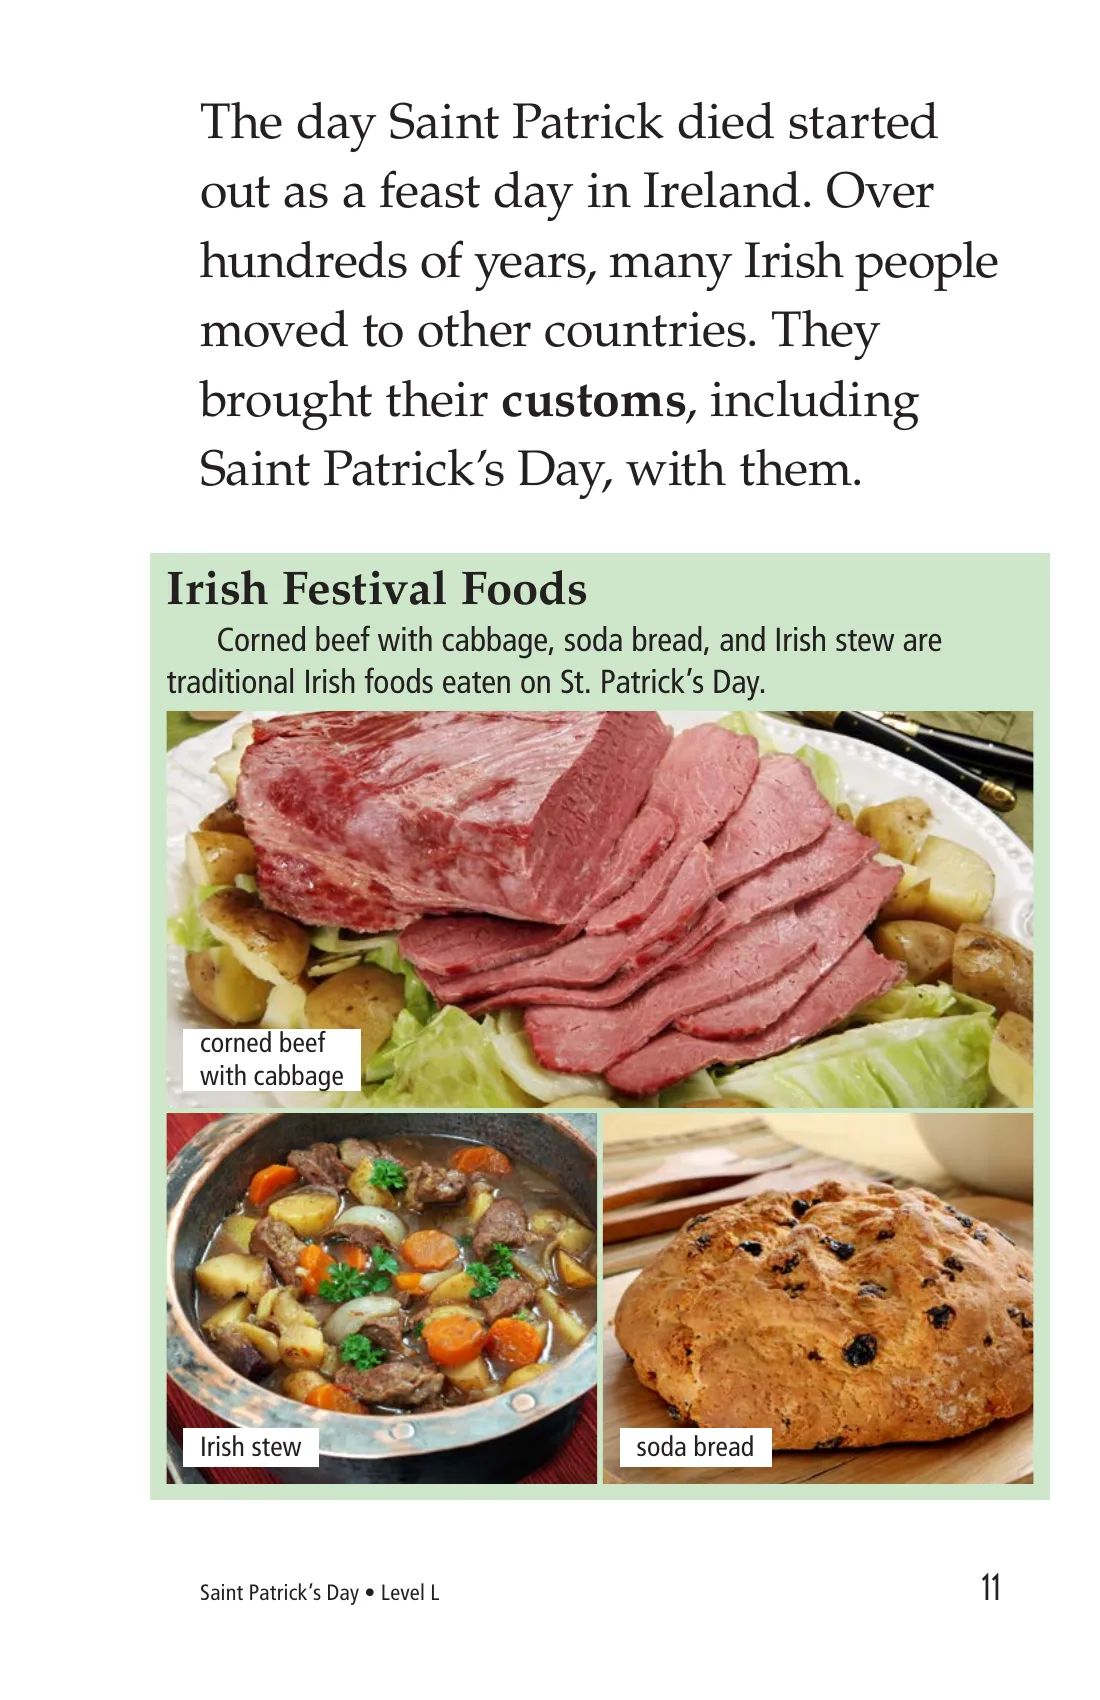 The day Saint Patrick died started
out as a feast day in Ireland. Over
hundreds of years, many Irish people
moved to other countries. They
brought their customs, including
Saint Patrick’s Day, with them.
Irish Festival Foods
Corned beef with cabbage, soda bread, and Irish stew are
traditional Irish foods eaten on St. Patrick’s Day.
corned beef
with cabbage
Irish stew
soda bread
Saint Patrick’s Day • Level L
11